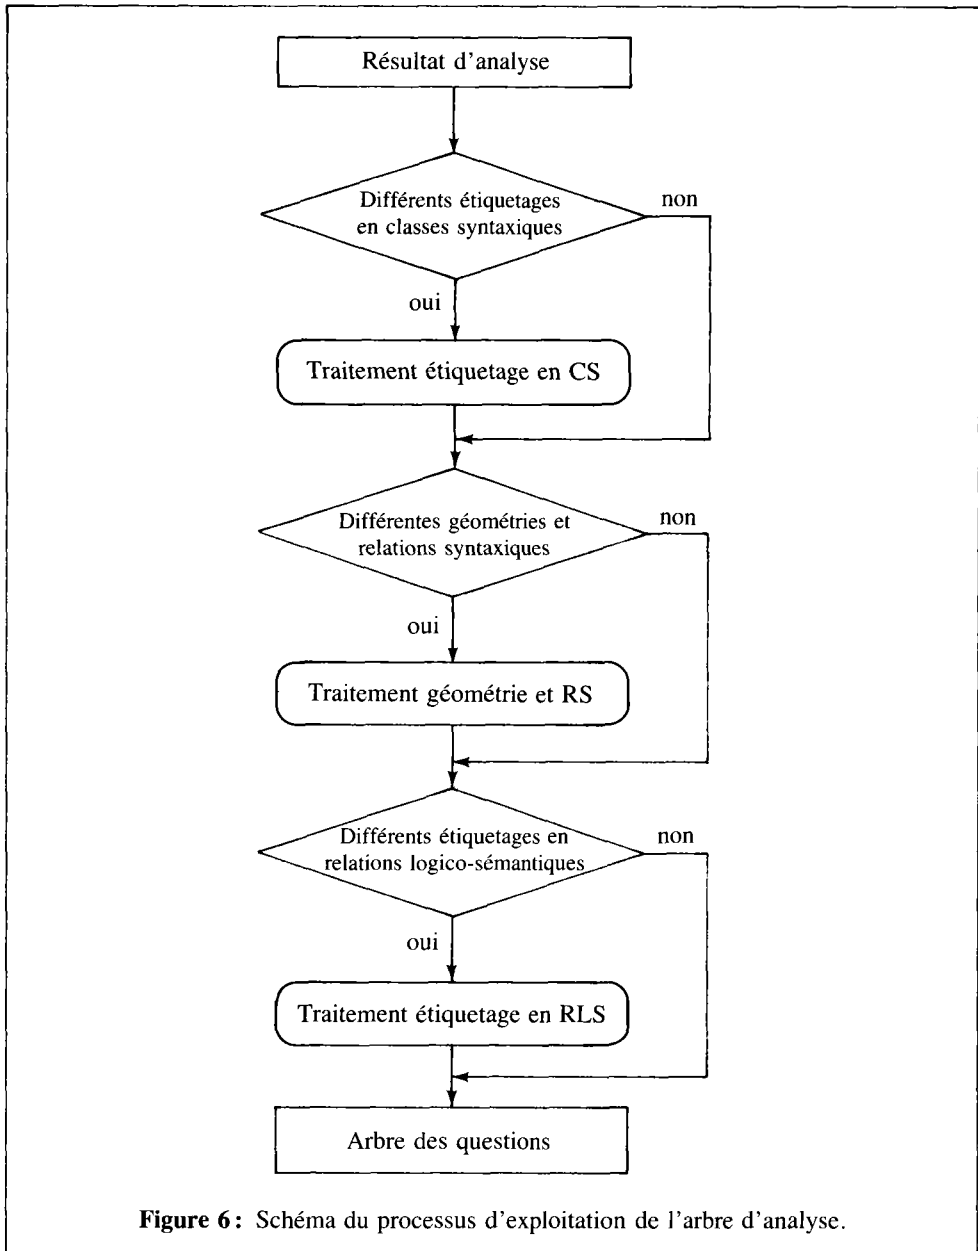 Résultat d'analyse
Différents étiquetages
en classes syntaxiques
non
oui
Traitement étiquetage en CS
Différentes géométries et
relations syntaxiques
non
oui
Traitement géométrie et RS
Différents étiquetages en
relations logico-sémantiques
non
oui
Traitement étiquetage en RLS
Arbre des questions
Figure 6: Schéma du processus d'exploitation de l'arbre d'analyse.